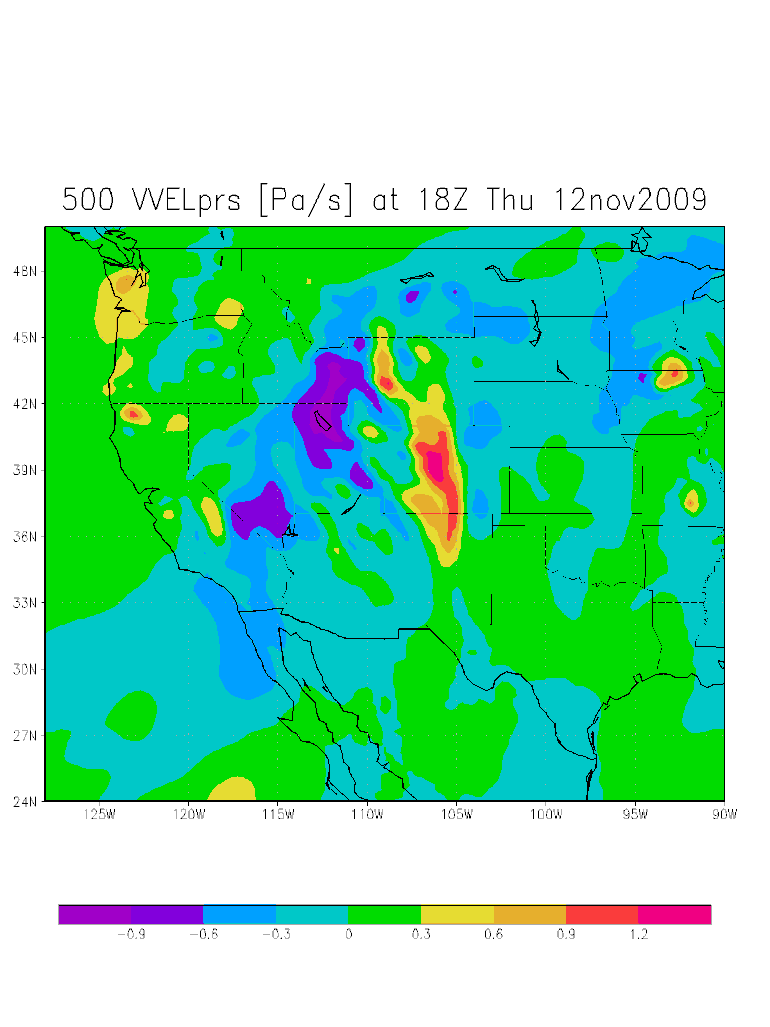 500 VVELprs [Pa/s] at 18Z Thu 12nov2009
48N
45N
42N
39N
36N
33N
30N
27N
24N
125W 120W 115W 110W 105W 100W 95W 90W
-0.9 -0.6 -0.3 0 0.3 0.6 0.9 1.2